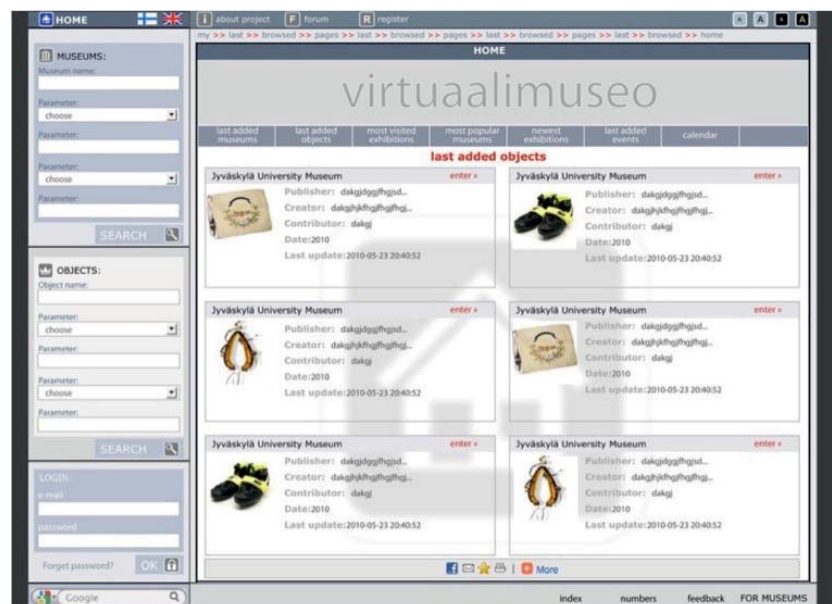 HOME
i about project F forum R register
A A A A
my >> last >> browsed >> pages >> last >> browsed >> pages >> last >> browsed >> pages >> last >> browsed >> home
MUSEUMS:
Museum name:
Parameter:
choose
Parameter:
Parameter:
choose
Parameter:
SEARCH
OBJECTS:
Object name:
Parameter:
choose
Parameter:
Parameter:
choose
Parameter:
SEARCH
LOGIN:
e-mail
password
Forget password? OK
Google
HOME
virtuaalimuseo
last added museums
last added objects
most visited exhibitions
most popular museums
newest exhibitions
last added events
calendar
last added objects
Jyväskylä University Museum enter »
Publisher: dakgjdggjfhgjsd...
Creator: dakgjhjkfhgjfhgjfhgj...
Contributor: dakgj
Date:2010
Last update:2010-05-23 20:40:52
Jyväskylä University Museum enter »
Publisher: dakgjdggjfhgjsd...
Creator: dakgjhjkfhgjfhgjfhgj...
Contributor: dakgj
Date:2010
Last update:2010-05-23 20:40:52
Jyväskylä University Museum enter »
Publisher: dakgjdggjfhgjsd...
Creator: dakgjhjkfhgjfhgjfhgj...
Contributor: dakgj
Date:2010
Last update:2010-05-23 20:40:52
Jyväskylä University Museum enter »
Publisher: dakgjdggjfhgjsd...
Creator: dakgjhjkfhgjfhgjfhgj...
Contributor: dakgj
Date:2010
Last update:2010-05-23 20:40:52
Jyväskylä University Museum enter »
Publisher: dakgjdggjfhgjsd...
Creator: dakgjhjkfhgjfhgjfhgj...
Contributor: dakgj
Date:2010
Last update:2010-05-23 20:40:52
Jyväskylä University Museum enter »
Publisher: dakgjdggjfhgjsd...
Creator: dakgjhjkfhgjfhgjfhgj...
Contributor: dakgj
Date:2010
Last update:2010-05-23 20:40:52
| More
index numbers feedback FOR MUSEUMS